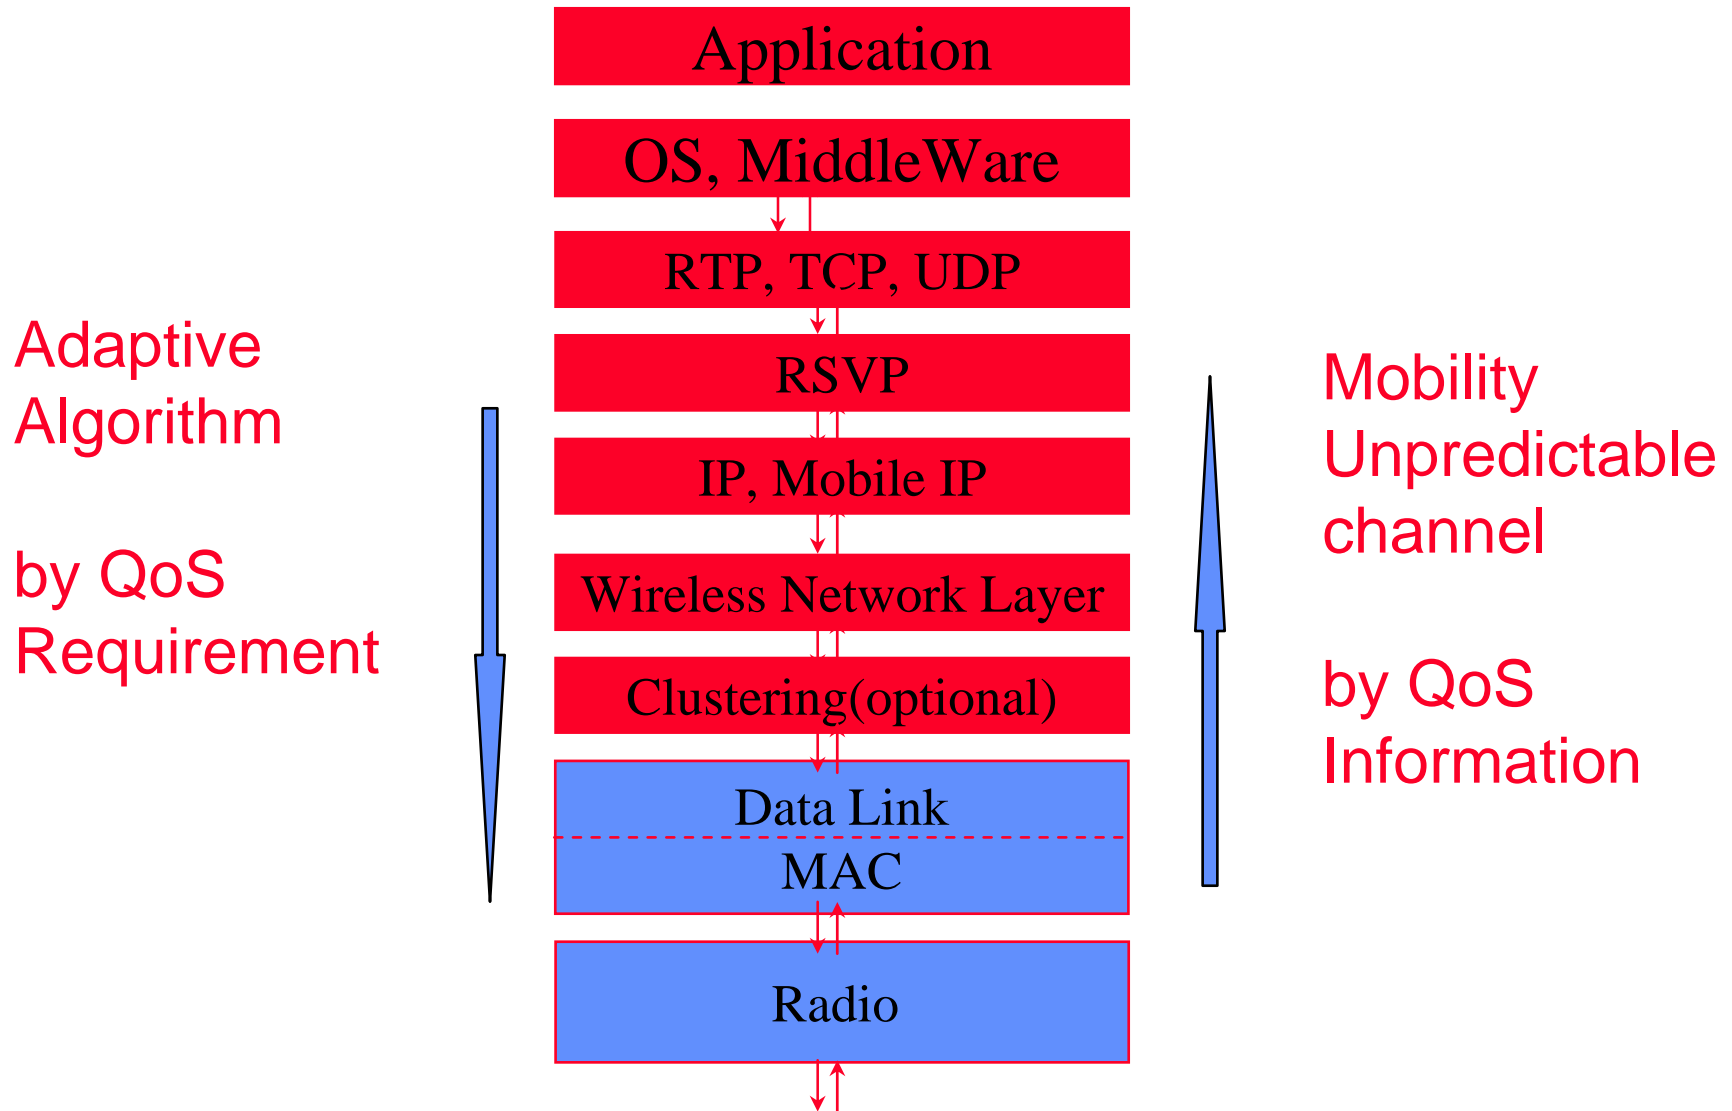 Application
OS, MiddleWare
RTP, TCP, UDP
RSVP
IP, Mobile IP
Wireless Network Layer
Clustering(optional)
Data Link
MAC
Radio
Adaptive
Algorithm
by QoS
Requirement
Mobility
Unpredictable
channel
by QoS
Information